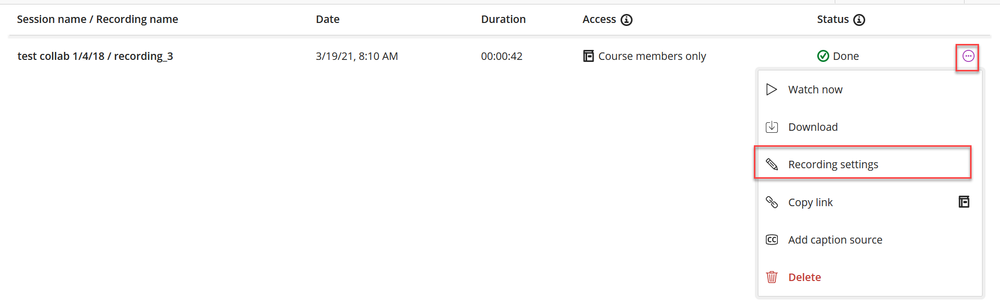 Session name / Recording name Date Duration Access Status
test collab 1/4/18 / recording_3 3/19/21, 8:10 AM 00:00:42 Course members only Done
Watch now
Download
Recording settings
Copy link
CC Add caption source
Delete